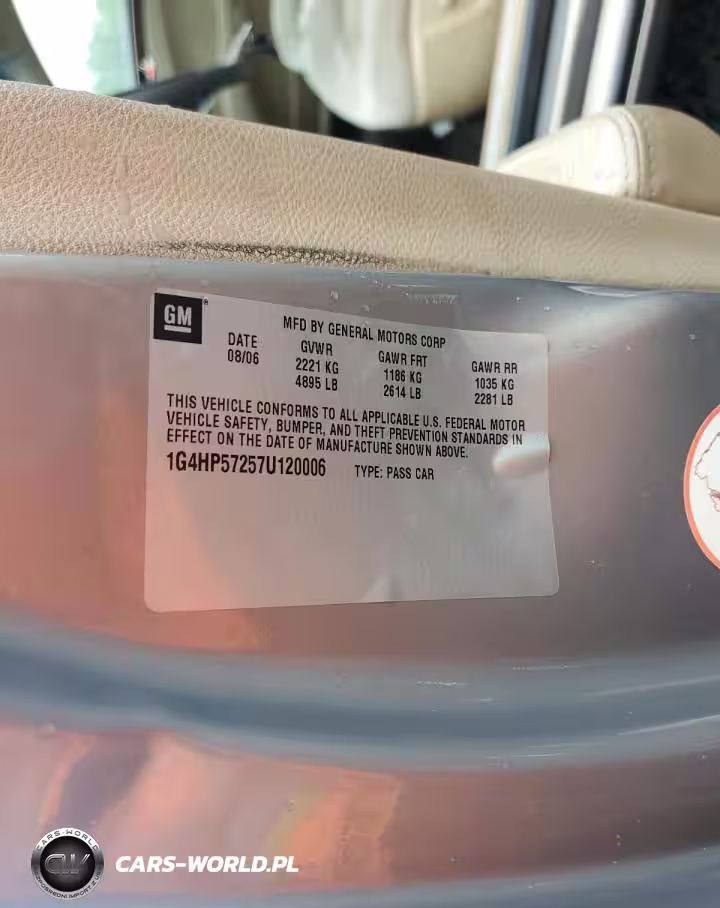 GM
MFD BY GENERAL MOTORS CORP
DATE GVWR GAWR FRT GAWR RR
08/06 2221 KG 1186 KG 1035 KG
4895 LB 2614 LB 2281 LB
THIS VEHICLE CONFORMS TO ALL APPLICABLE U.S. FEDERAL MOTOR
VEHICLE SAFETY, BUMPER, AND THEFT PREVENTION STANDARDS IN
EFFECT ON THE DATE OF MANUFACTURE SHOWN ABOVE.
1G4HP57257U120006 TYPE: PASS CAR
CARS-WORLD
CW
CARS-WORLD.PL